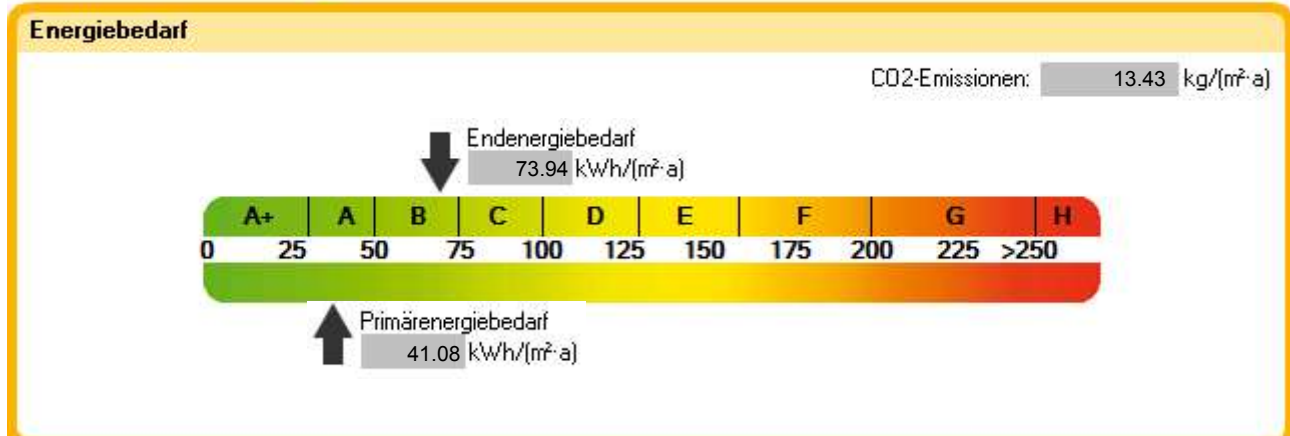 Energiebedarf
CO2-Emissionen: 13.43 kg/(m²·a)
Endenergiebedarf
73.94 kWh/(m²·a)
A+ A B C D E F G H
0 25 50 75 100 125 150 175 200 225 >250
Primärenergiebedarf
41.08 kWh/(m²·a)